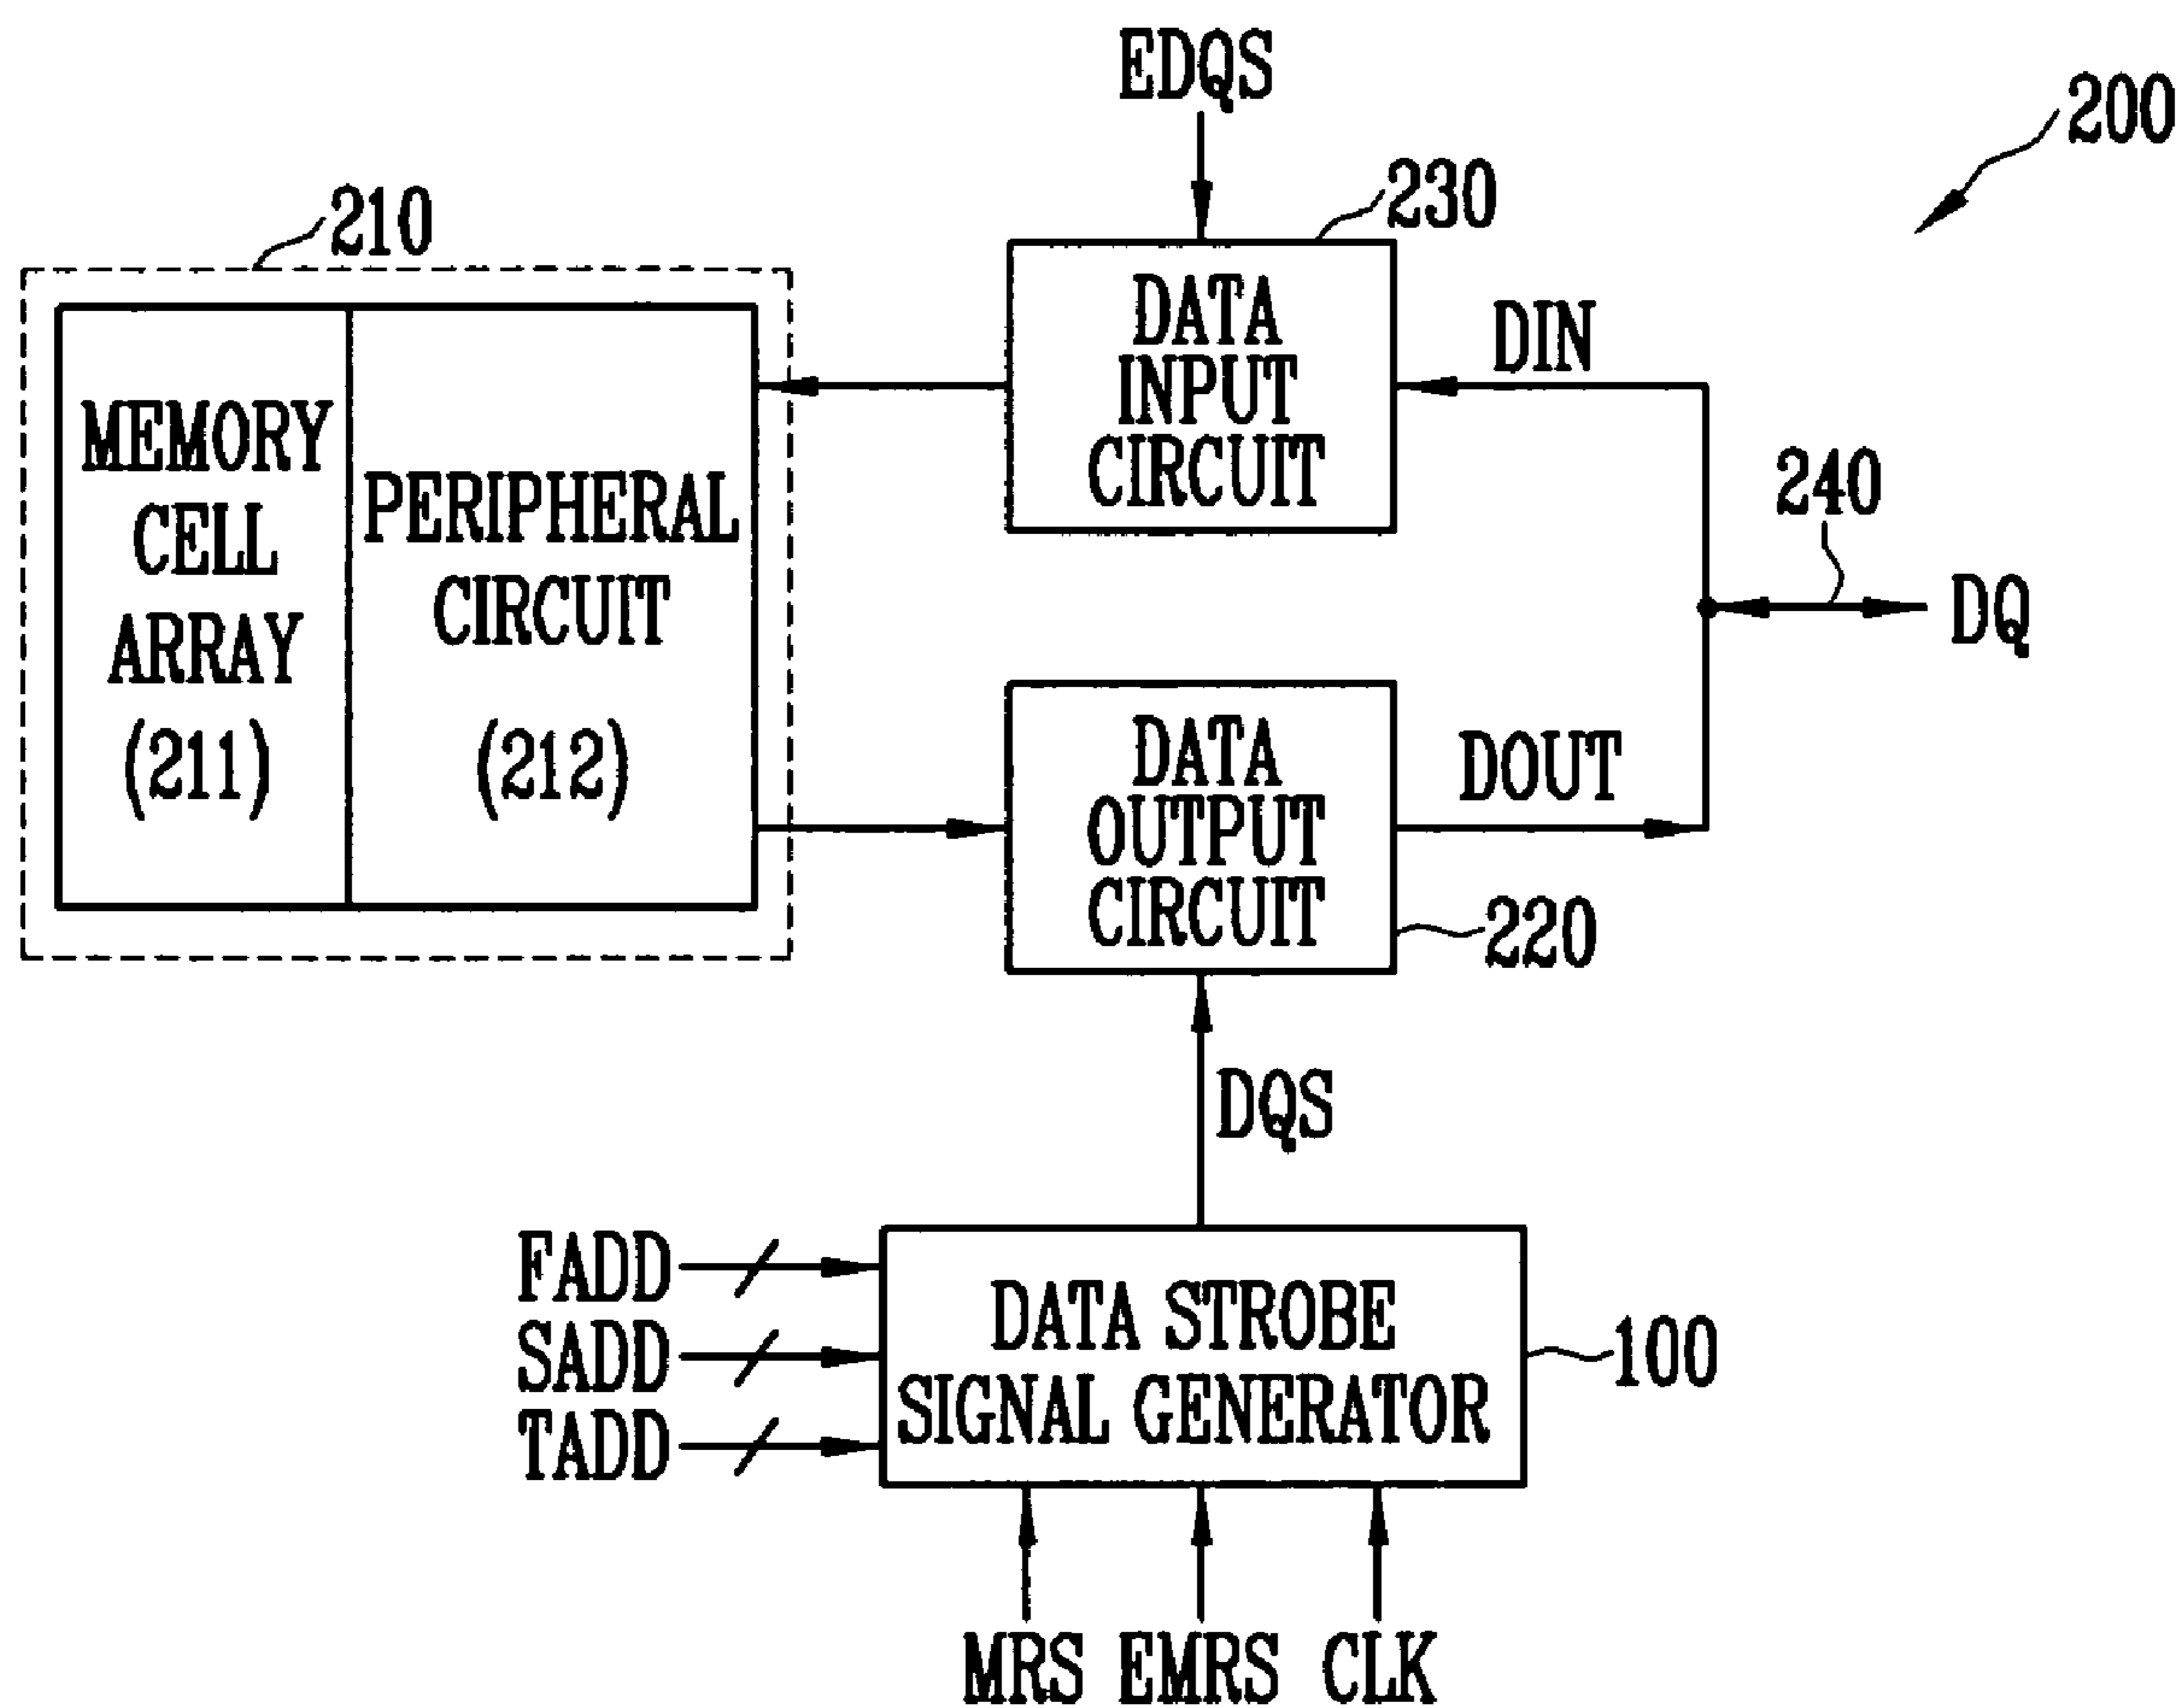 EDQS
200
230
210
DATA
INPUT
CIRCUIT
DIN
MEMORY
CELL
ARRAY
(211)
PERIPHERAL
CIRCUIT
(212)
240
DQ
DATA
OUTPUT
CIRCUIT
DOUT
220
DQS
FADD
SADD
TADD
DATA STROBE
SIGNAL GENERATOR
100
MRS EMRS CLK